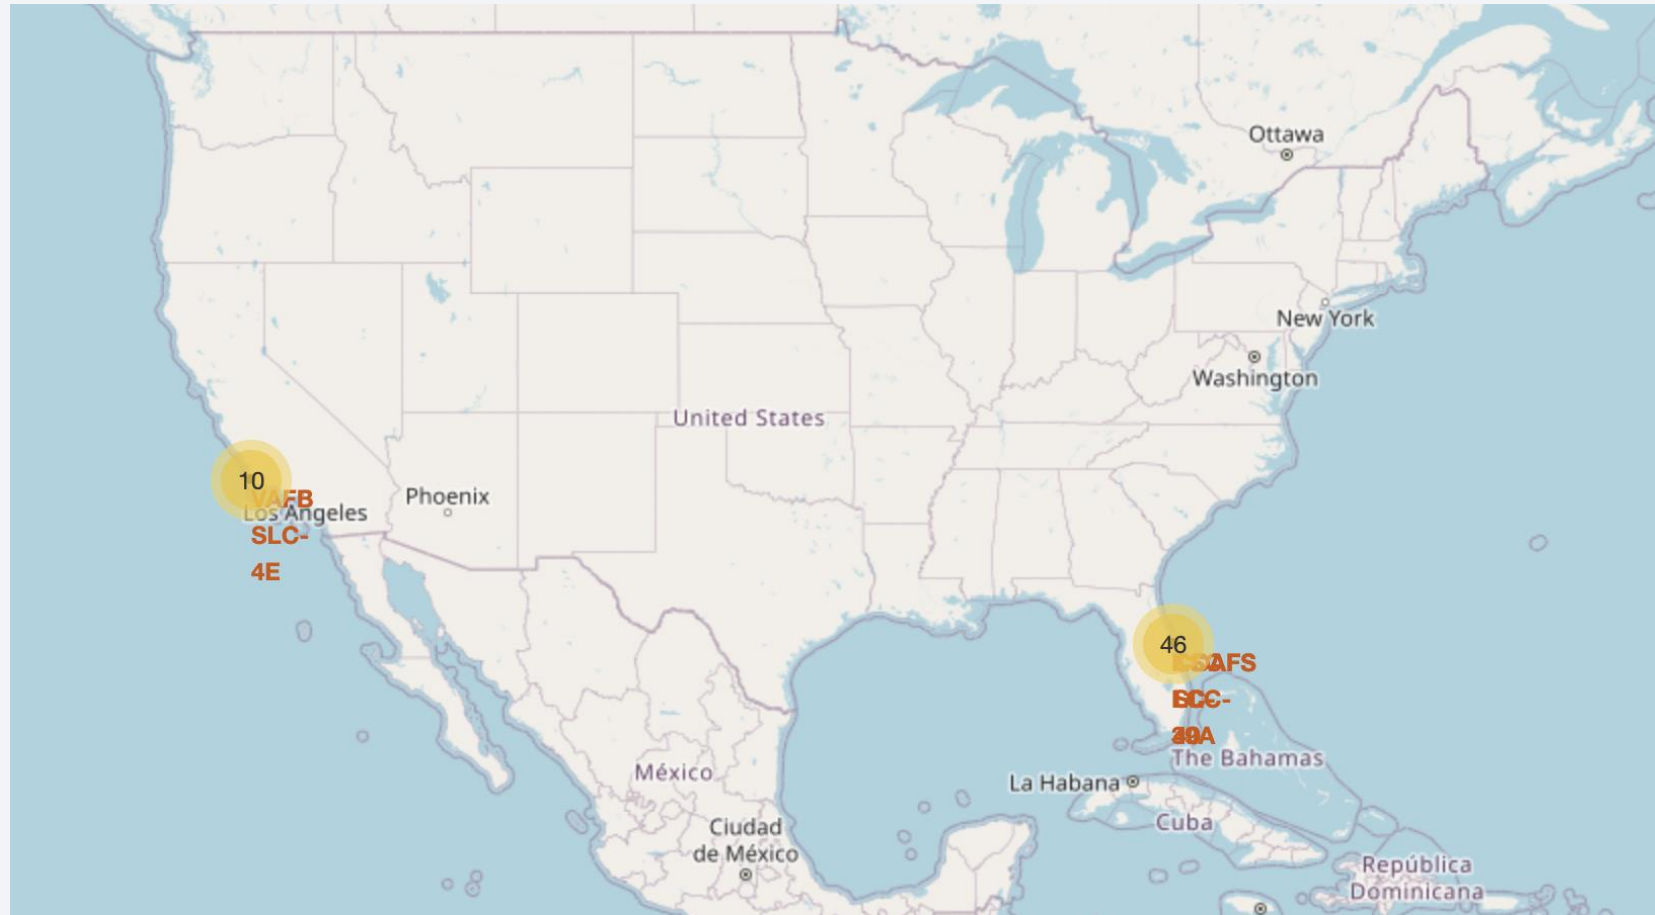 Ottawa
New York
Washington
United States
10
VAFB
Los Angeles
SLC-
4E
Phoenix
46
México
The Bahamas
La Habana
Cuba
Ciudad
de México
República
Dominicana